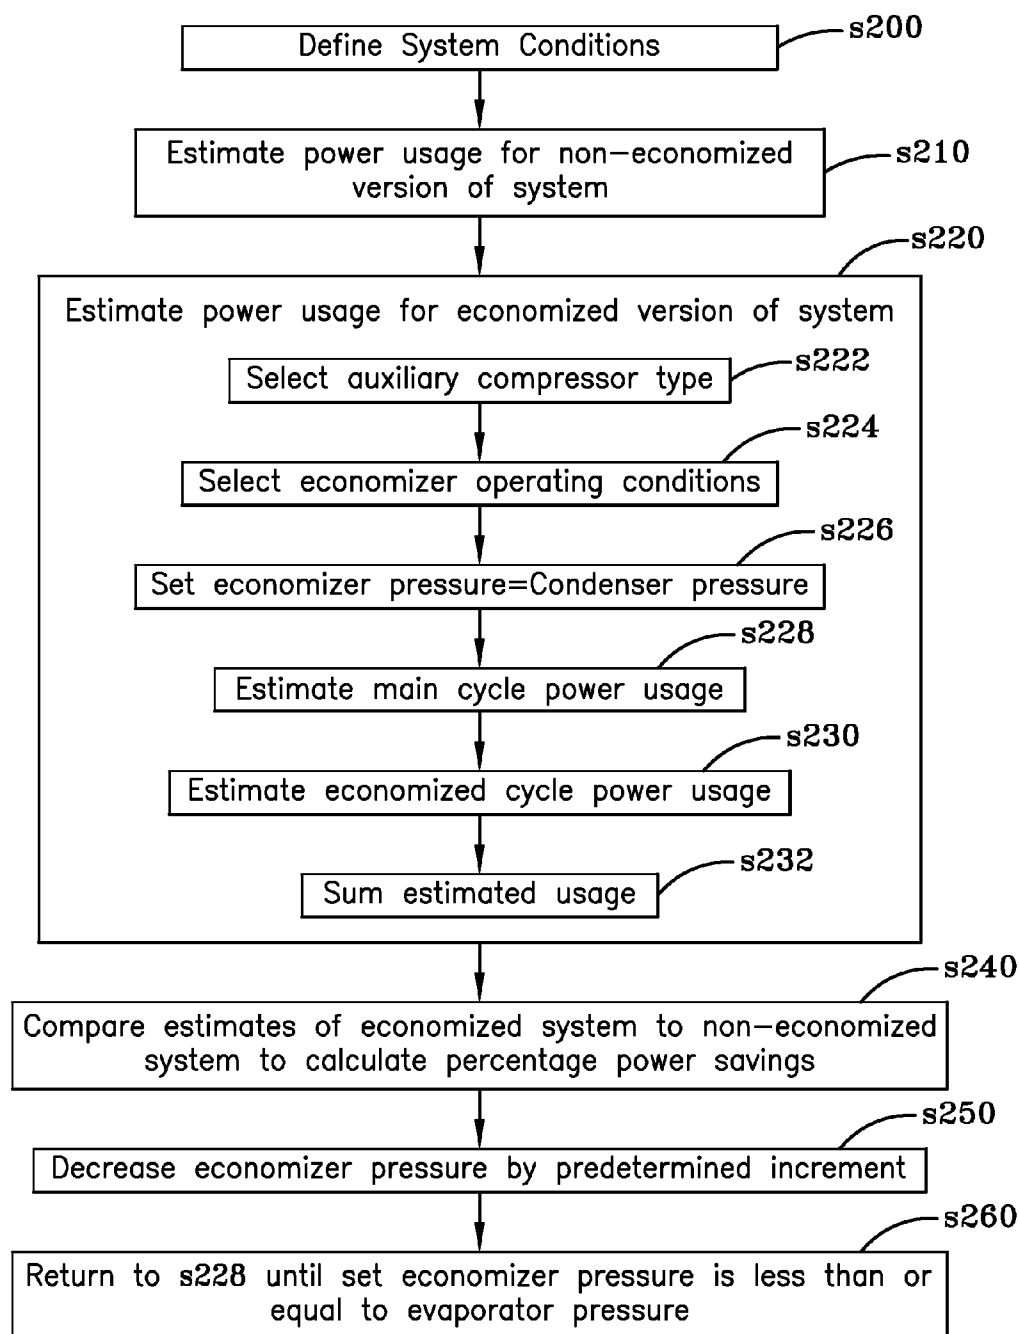 Define System Conditions
s200
Estimate power usage for non-economized
version of system
s210
s220
Estimate power usage for economized version of system
Select auxiliary compressor type
s222
s224
Select economizer operating conditions
s226
Set economizer pressure=Condenser pressure
s228
Estimate main cycle power usage
s230
Estimate economized cycle power usage
s232
Sum estimated usage
s240
Compare estimates of economized system to non-economized
system to calculate percentage power savings
s250
Decrease economizer pressure by predetermined increment
s260
Return to s228 until set economizer pressure is less than or
equal to evaporator pressure